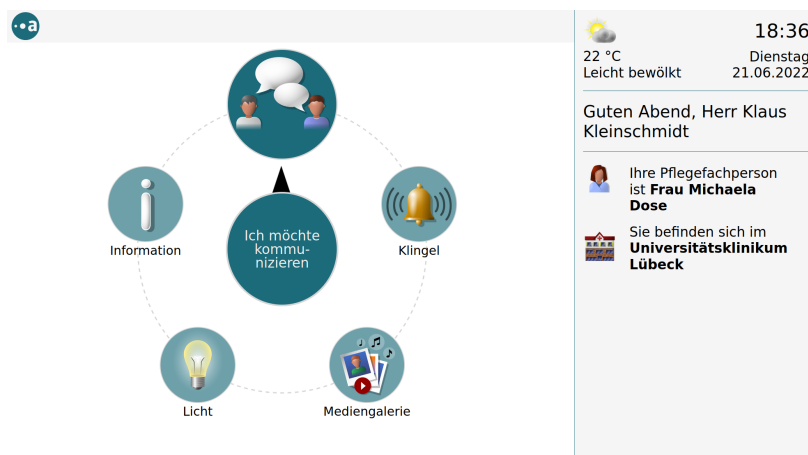 a
18:36
22 °C
Dienstag
Leicht bewölkt
21.06.2022
Guten Abend, Herr Klaus
Kleinschmidt
Ihre Pflegefachperson
ist Frau Michaela
Dose
Sie befinden sich im
Universitätsklinikum
Lübeck
Information
Klingel
Ich möchte
kommu-
nizieren
Licht
Mediengalerie